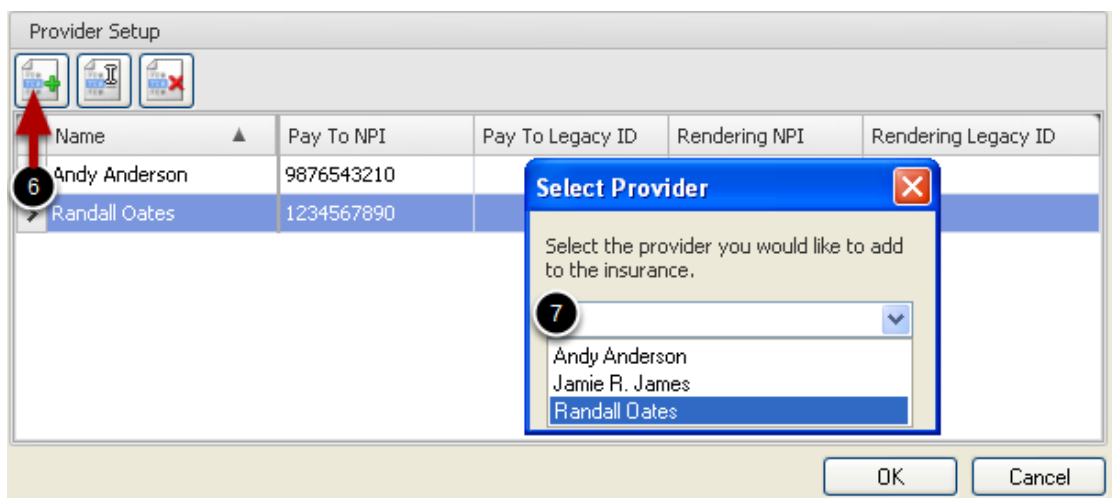 Provider Setup
Name Pay To NPI Pay To Legacy ID Rendering NPI Rendering Legacy ID
6 Andy Anderson 9876543210
Randall Oates 1234567890
Select Provider
Select the provider you would like to add
to the insurance.
7
Andy Anderson
Jamie R. James
Randall Oates
OK Cancel